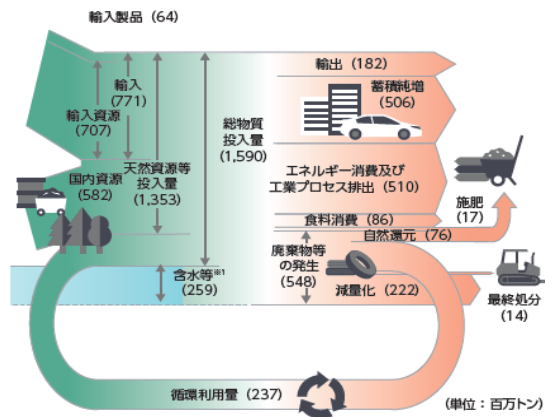 輸入製品（64）
輸入
（771）
輸入資源
（707）
国内資源
（582）
天然資源等
投入量
（1,353）
含水等※1
（259）
総物質
投入量
（1,590）
輸出（182）
蓄積純増
（506）
エネルギー消費及び
工業プロセス排出（510）
食料消費（86）
自然還元（76）
施肥
（17）
廃棄物等
の発生
（548）
減量化（222）
最終処分
（14）
循環利用量（237）
（単位：百万トン）